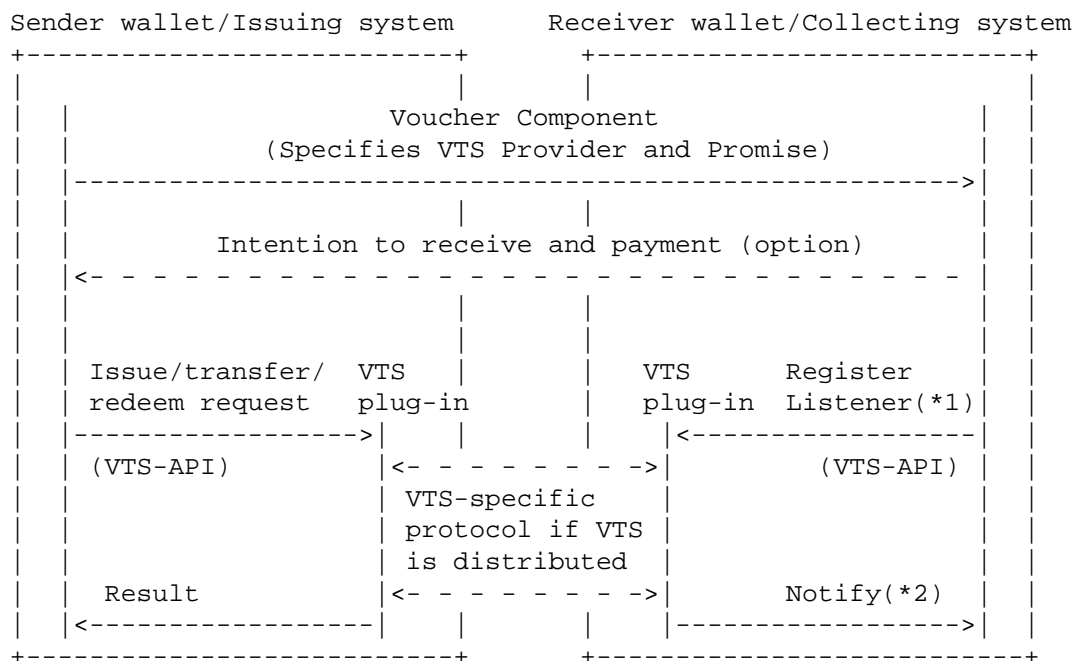 Sender wallet/Issuing system Receiver wallet/Collecting system
Voucher Component
(Specifies VTS Provider and Promise)
Intention to receive and payment (option)
Issue/transfer/ VTS VTS Register
redeem request plug-in plug-in Listener(*1)
(VTS-API) (VTS-API)
VTS-specific
protocol if VTS
is distributed
Result Notify(*2)